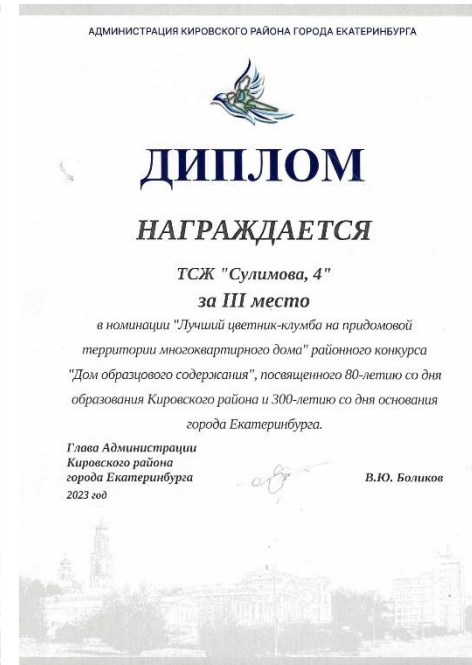 АДМИНИСТРАЦИЯ КИРОВСКОГО РАЙОНА ГОРОДА ЕКАТЕРИНБУРГА
ДИПЛОМ
НАГРАЖДАЕТСЯ
ТСЖ "Сулимова, 4"
за III место
в номинации "Лучший цветник-клумба на придомовой
территории многоквартирного дома" районного конкурса
"Дом образцового содержания", посвященного 80-летию со дня
образования Кировского района и 300-летию со дня основания
города Екатеринбурга.
Глава Администрации
Кировского района
города Екатеринбурга В.Ю. Боликов
2023 год